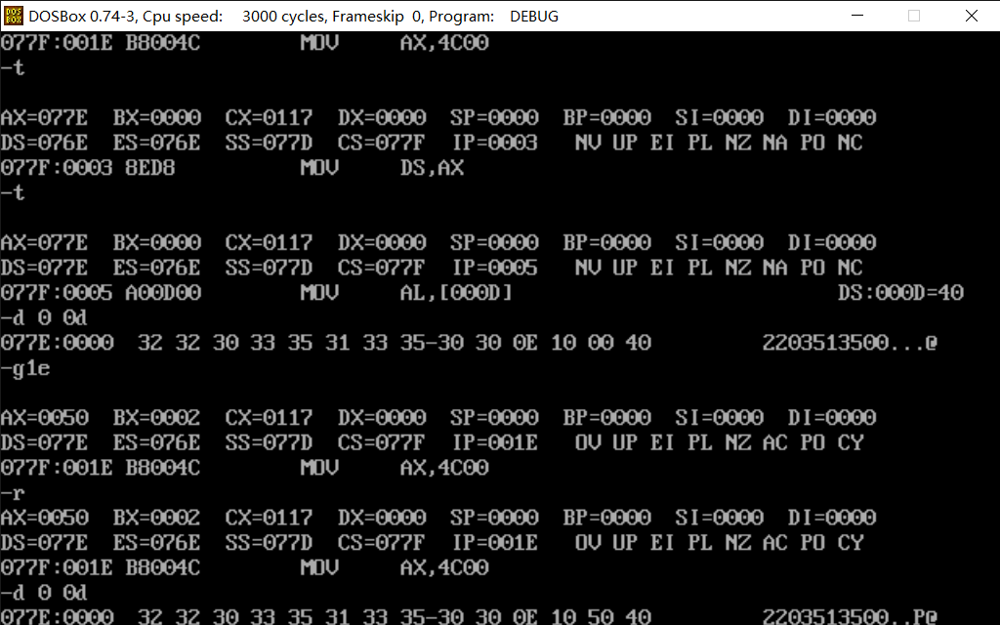 DOSBox 0.74-3, Cpu speed: 3000 cycles, Frameskip 0, Program: DEBUG
077F:001E B8004C MOV AX,4C00
-t
AX=077E BX=0000 CX=0117 DX=0000 SP=0000 BP=0000 SI=0000 DI=0000
DS=076E ES=076E SS=077D CS=077F IP=0003 NV UP EI PL NZ NA PO NC
077F:0003 8ED8 MOV DS,AX
-t
AX=077E BX=0000 CX=0117 DX=0000 SP=0000 BP=0000 SI=0000 DI=0000
DS=077E ES=076E SS=077D CS=077F IP=0005 NV UP EI PL NZ NA PO NC
077F:0005 A00D00 MOV AL,[000D] DS:000D=40
-d 0 0d
077E:0000 32 32 30 33 35 31 33 35-30 30 0E 10 00 40 2203513500...@
-g1e
AX=0050 BX=0002 CX=0117 DX=0000 SP=0000 BP=0000 SI=0000 DI=0000
DS=077E ES=076E SS=077D CS=077F IP=001E OV UP EI PL NZ AC PO CY
077F:001E B8004C MOV AX,4C00
-r
AX=0050 BX=0002 CX=0117 DX=0000 SP=0000 BP=0000 SI=0000 DI=0000
DS=077E ES=076E SS=077D CS=077F IP=001E OV UP EI PL NZ AC PO CY
077F:001E B8004C MOV AX,4C00
-d 0 0d
077E:0000 32 32 30 33 35 31 33 35-30 30 0E 10 50 40 2203513500..P@